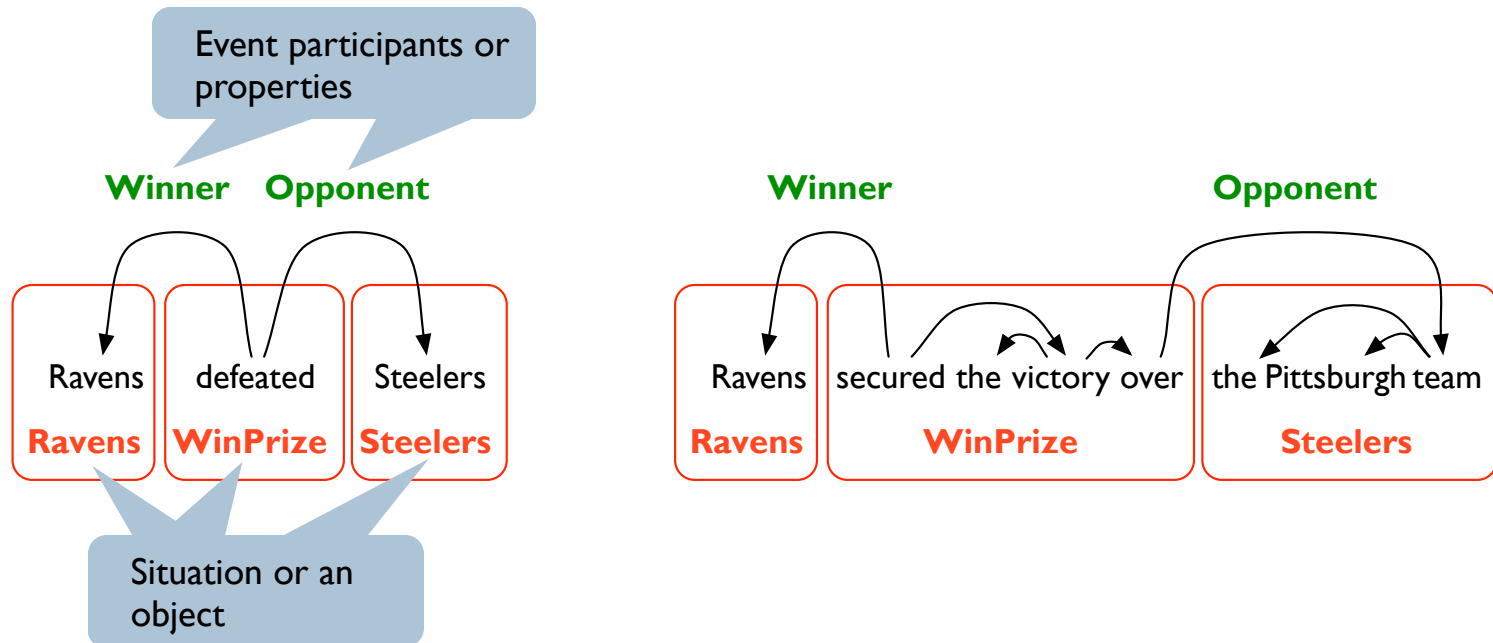 Event participants or
properties
Winner Opponent
Winner Opponent
Ravens defeated Steelers
Ravens secured the victory over the Pittsburgh team
Ravens WinPrize Steelers
Ravens WinPrize Steelers
Situation or an
object